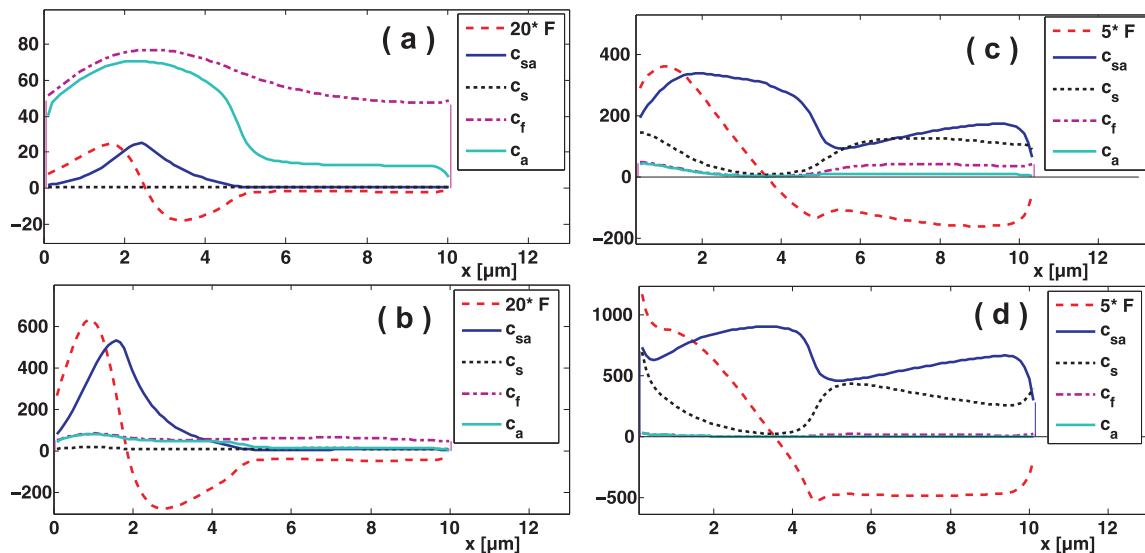 ( a )
20* F
c_sa
c_s
c_f
c_a
80
60
40
20
0
−20
0 2 4 6 8 10 12
x [µm]
( c )
5* F
c_sa
c_s
c_f
c_a
400
200
0
−200
2 4 6 8 10 12
x [µm]
( b )
20* F
c_sa
c_s
c_f
c_a
600
400
200
0
−200
0 2 4 6 8 10 12
x [µm]
( d )
5* F
c_sa
c_s
c_f
c_a
1000
500
0
−500
2 4 6 8 10 12
x [µm]